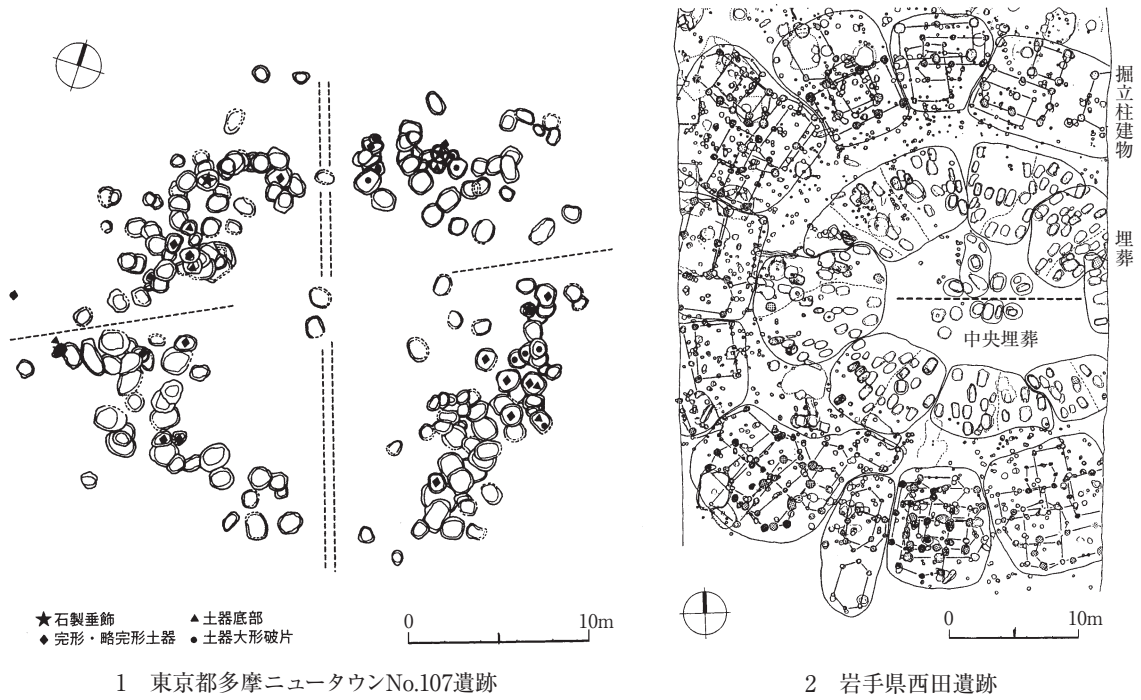 掘立柱建物
埋葬
中央埋葬
★石製垂飾 ▲土器底部
◆完形・略完形土器 ●土器大形破片
0 10m
0 10m
1 東京都多摩ニュータウンNo.107遺跡
2 岩手県西田遺跡